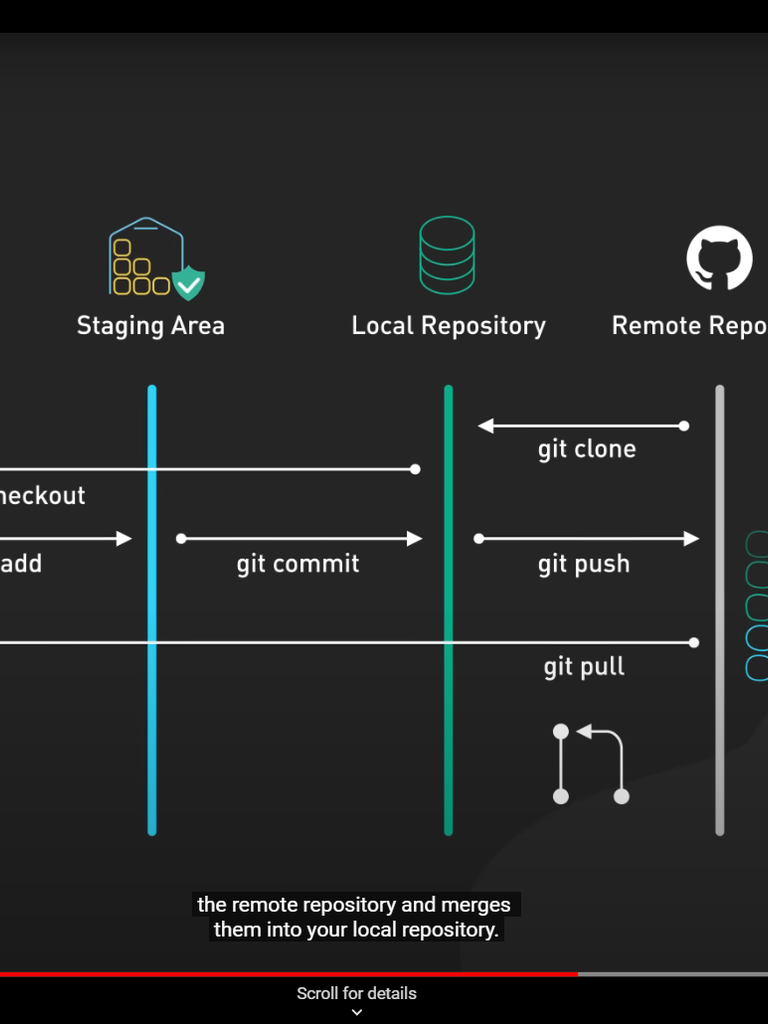 Staging Area
Local Repository
Remote Repo
git clone
heckout
add
git commit
git push
git pull
the remote repository and merges
them into your local repository.
Scroll for details